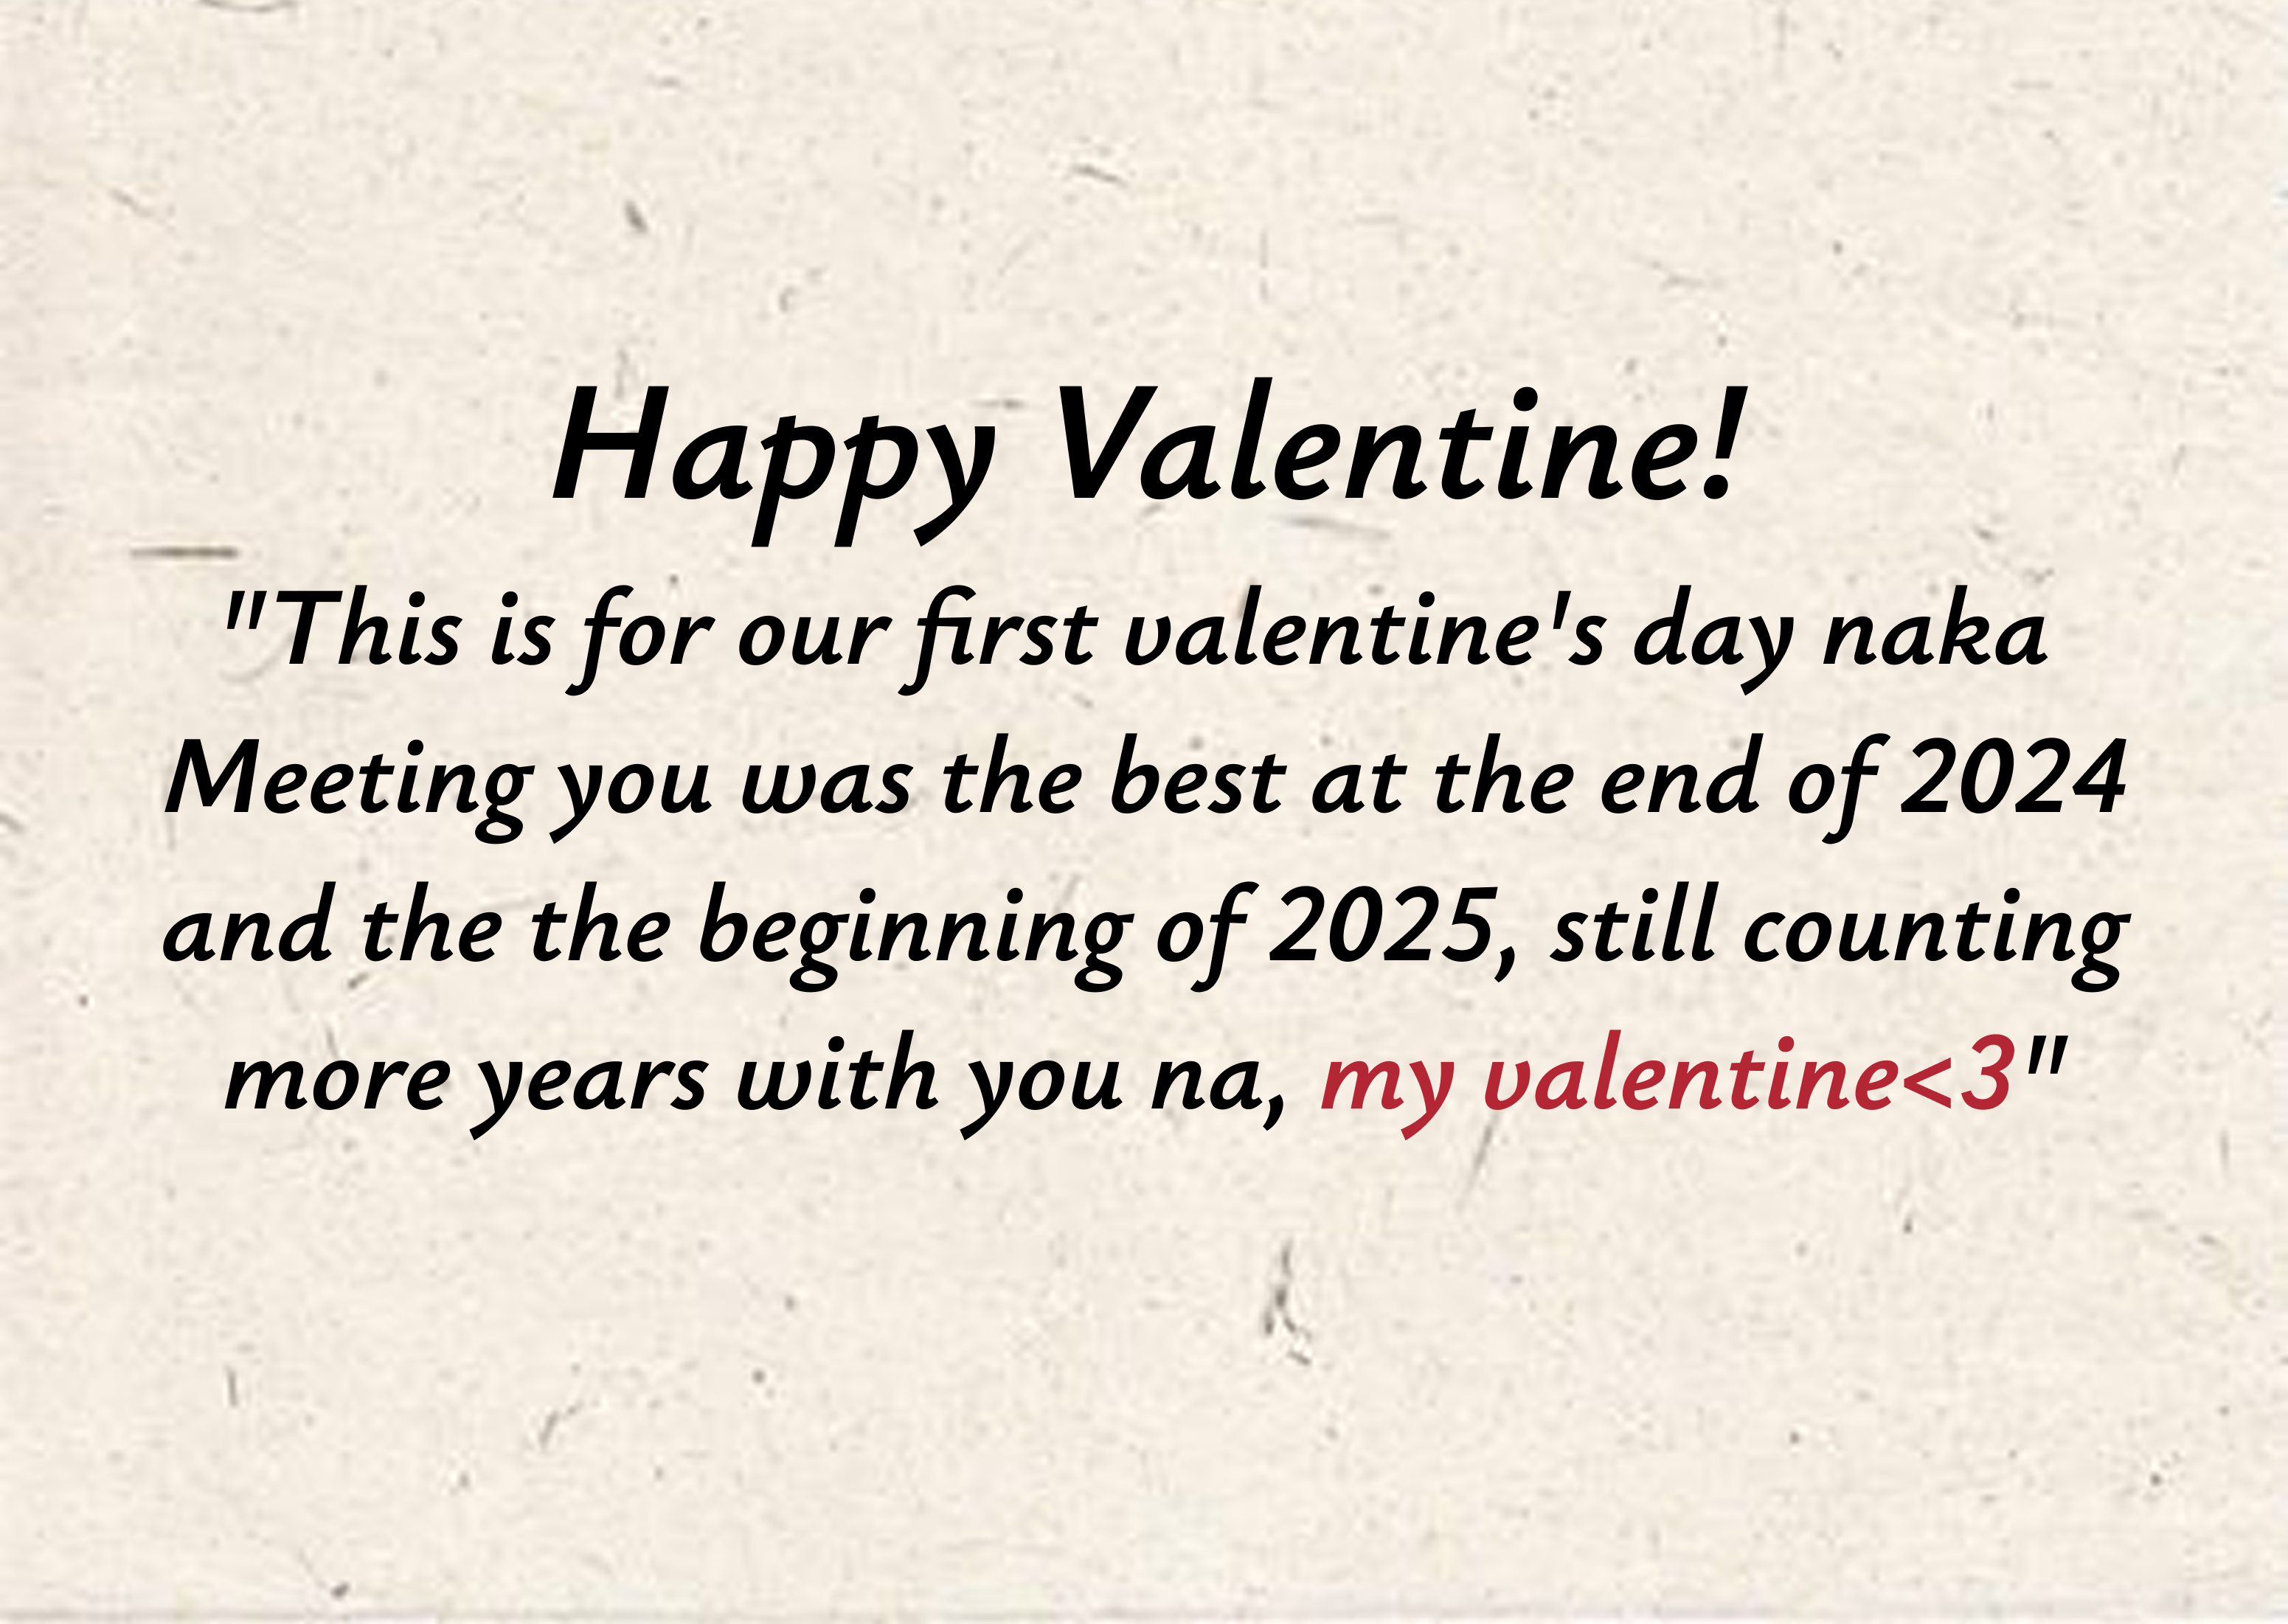 Happy Valentine!
"This is for our first valentine's day naka
Meeting you was the best at the end of 2024
and the the beginning of 2025, still counting
more years with you na, my valentine<3"